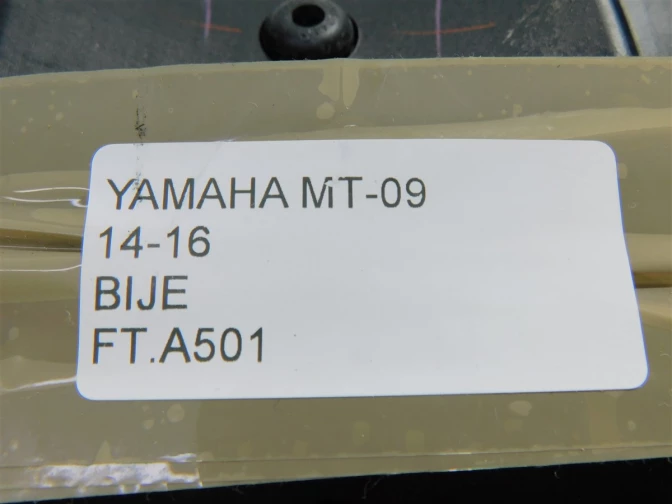 YAMAHA MT-09
14-16
BIJE
FT.A501